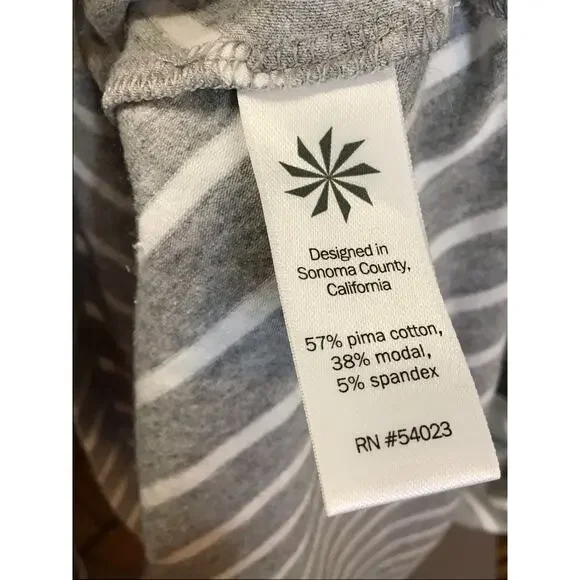 Designed in
Sonoma County,
California
57% pima cotton,
38% modal,
5% spandex
RN #54023